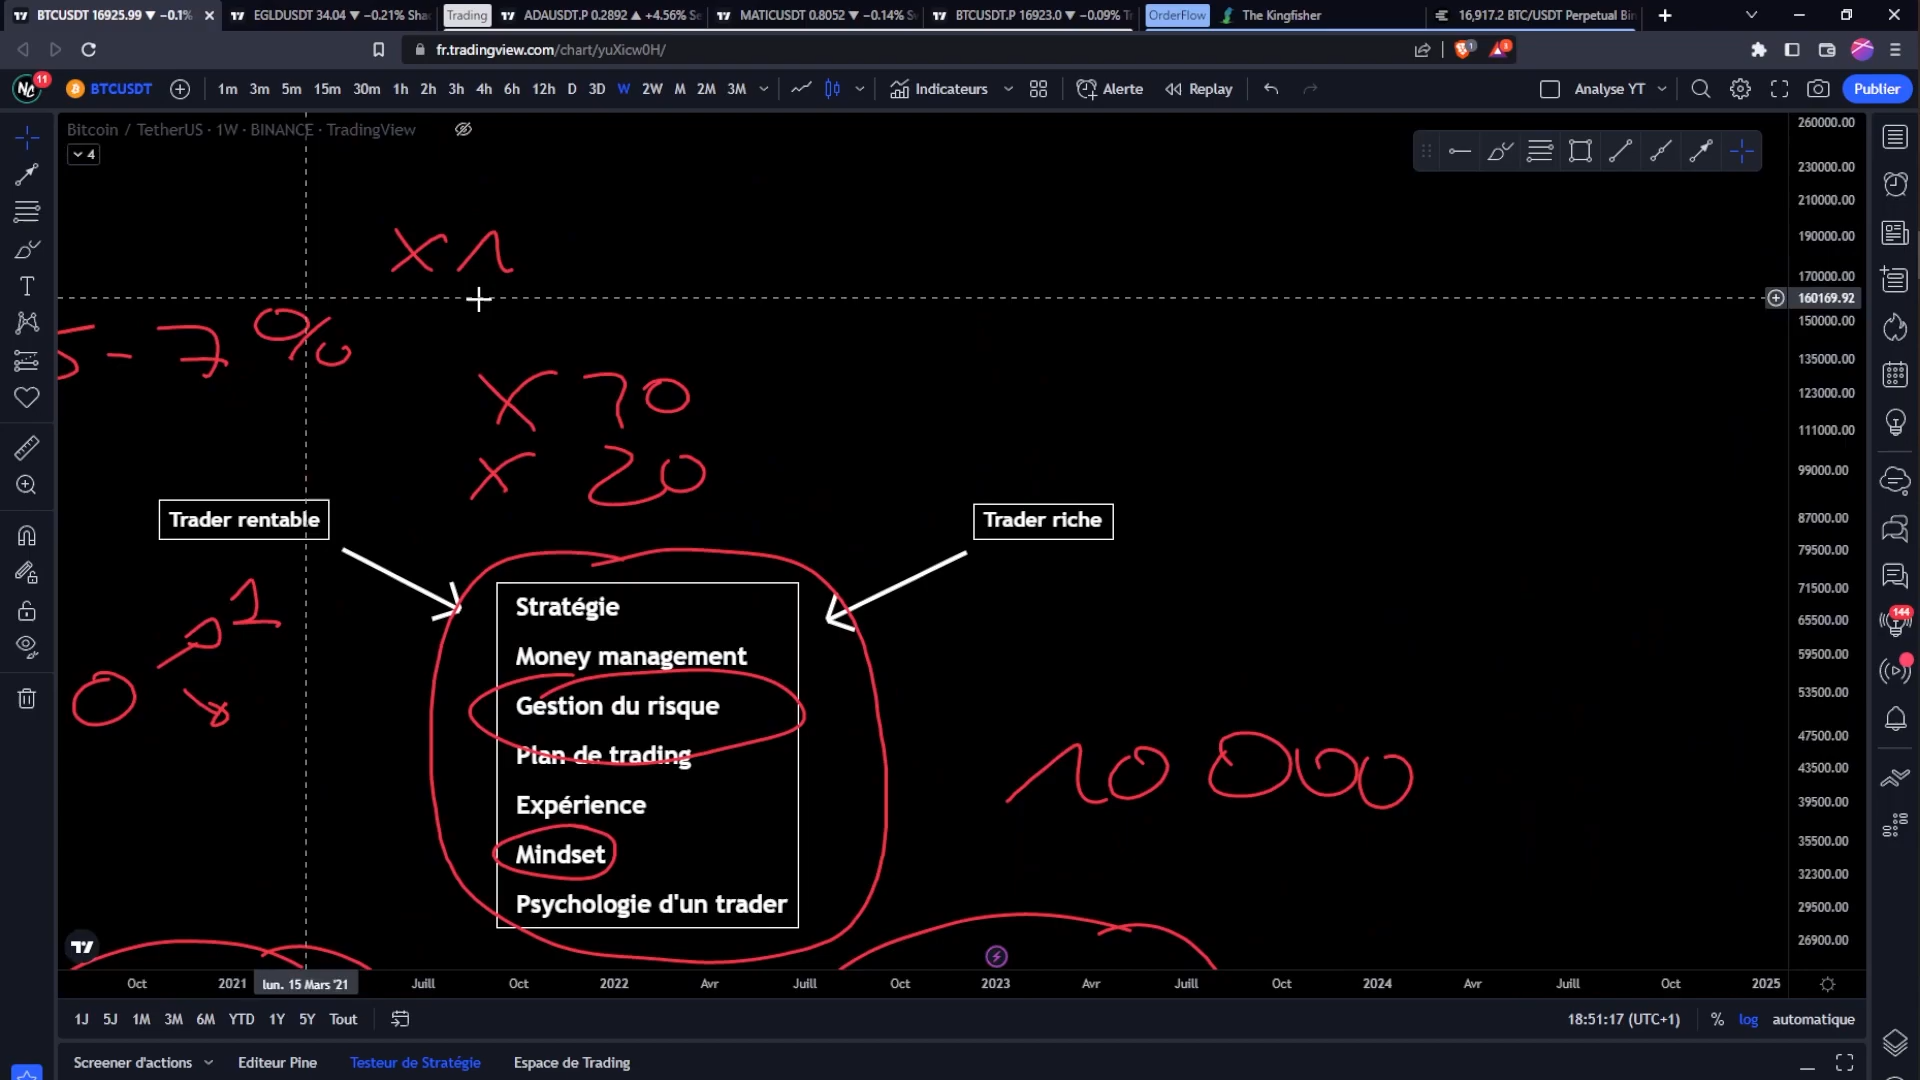 BTCUSDT 16925.99 ▼ −0.1%
EGLDUSDT 34.04 ▼ −0.21%
Trading
ADAUSDT.P 0.2892 ▲ +4.56%
MATICUSDT 0.8052 ▼ −0.14%
BTCUSDT.P 16923.0 ▼ −0.09%
OrderFlow
The Kingfisher
16,917.2 BTC/USDT Perpetual
fr.tradingview.com/chart/yuXicw0H/
11
BTCUSDT
1m 3m 5m 15m 30m 1h 2h 3h 4h 6h 12h D 3D W 2W M 2M 3M
Indicateurs
Alerte
Replay
Analyse YT
Publier
Bitcoin / TetherUS · 1W · BINANCE · TradingView
4
260000.00
230000.00
210000.00
190000.00
170000.00
160169.92
150000.00
135000.00
123000.00
111000.00
99000.00
87000.00
79500.00
71500.00
65500.00
59500.00
53500.00
47500.00
43500.00
39500.00
35500.00
32300.00
29500.00
26900.00
x 1
5 - 7 %
x 10
x 20
Trader rentable
Trader riche
0 1
Stratégie
Money management
Gestion du risque
Plan de trading
Expérience
Mindset
Psychologie d'un trader
10 000
144
Oct 2021 lun. 15 Mars '21 Juill Oct 2022 Avr Juill Oct 2023 Avr Juill Oct 2024 Avr Juill Oct 2025
1J 5J 1M 3M 6M YTD 1Y 5Y Tout
18:51:17 (UTC+1)
% log automatique
Screener d'actions
Editeur Pine
Testeur de Stratégie
Espace de Trading